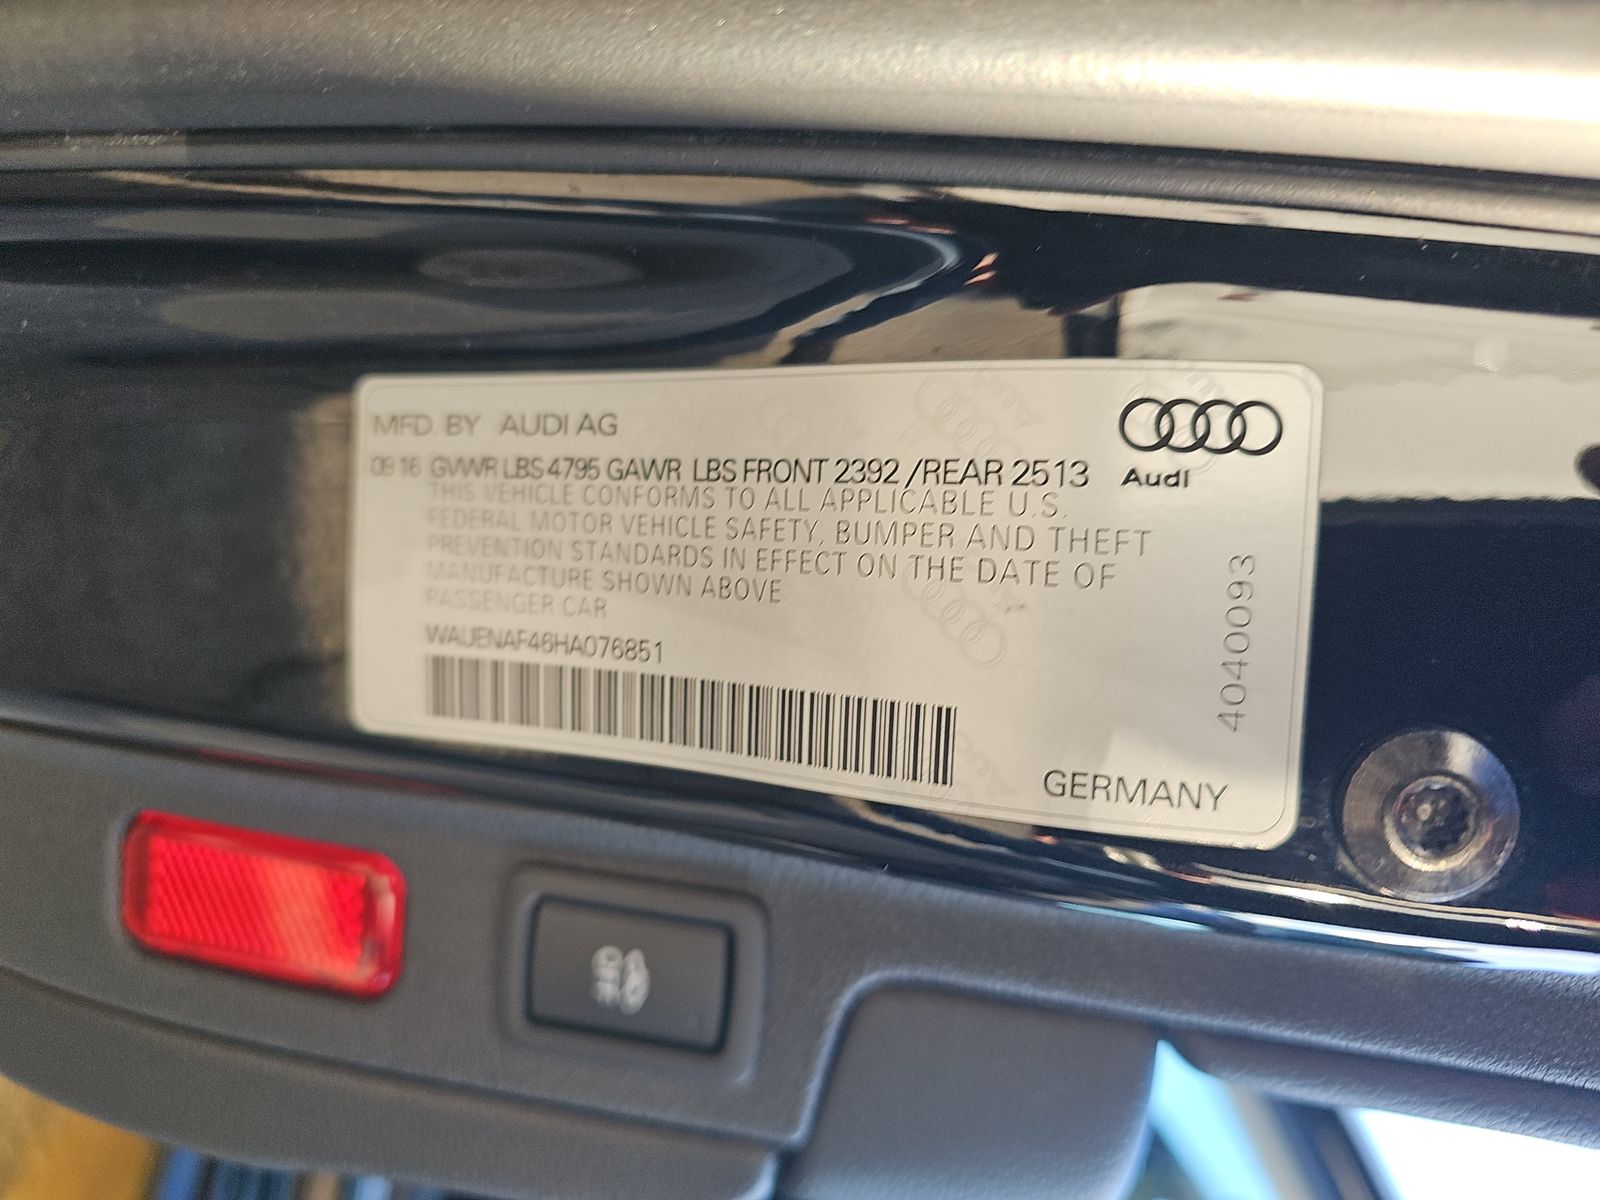 MFD. BY AUDI AG
09 16 GVWR LBS 4795 GAWR LBS FRONT 2392 /REAR 2513
THIS VEHICLE CONFORMS TO ALL APPLICABLE U.S.
FEDERAL MOTOR VEHICLE SAFETY, BUMPER AND THEFT
PREVENTION STANDARDS IN EFFECT ON THE DATE OF
MANUFACTURE SHOWN ABOVE
PASSENGER CAR
WAUENAF46HA076851
Audi
4040093
GERMANY
OFF